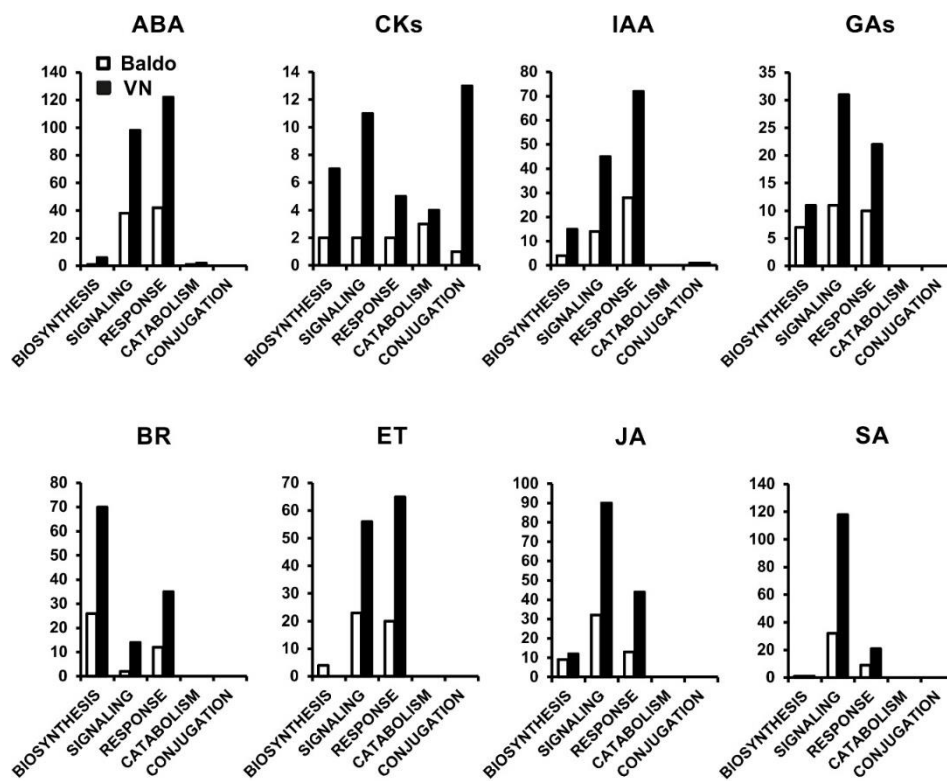 ABA CKs IAA GAs
Baldo
VN
140 14 80 35
120 12 70 30
100 10 60 25
80 8 50 20
60 6 40 15
40 4 30 10
20 2 20 5
0 0 10 0
0
BIOSYNTHESIS SIGNALING RESPONSE CATABOLISM CONJUGATION
BIOSYNTHESIS SIGNALING RESPONSE CATABOLISM CONJUGATION
BIOSYNTHESIS SIGNALING RESPONSE CATABOLISM CONJUGATION
BIOSYNTHESIS SIGNALING RESPONSE CATABOLISM CONJUGATION
BR ET JA SA
80 70 100 140
70 60 90 120
60 50 80 100
50 40 70 80
40 30 60 60
30 20 50 40
20 10 40 20
10 0 30 0
0 20
10
0
BIOSYNTHESIS SIGNALING RESPONSE CATABOLISM CONJUGATION
BIOSYNTHESIS SIGNALING RESPONSE CATABOLISM CONJUGATION
BIOSYNTHESIS SIGNALING RESPONSE CATABOLISM CONJUGATION
BIOSYNTHESIS SIGNALING RESPONSE CATABOLISM CONJUGATION